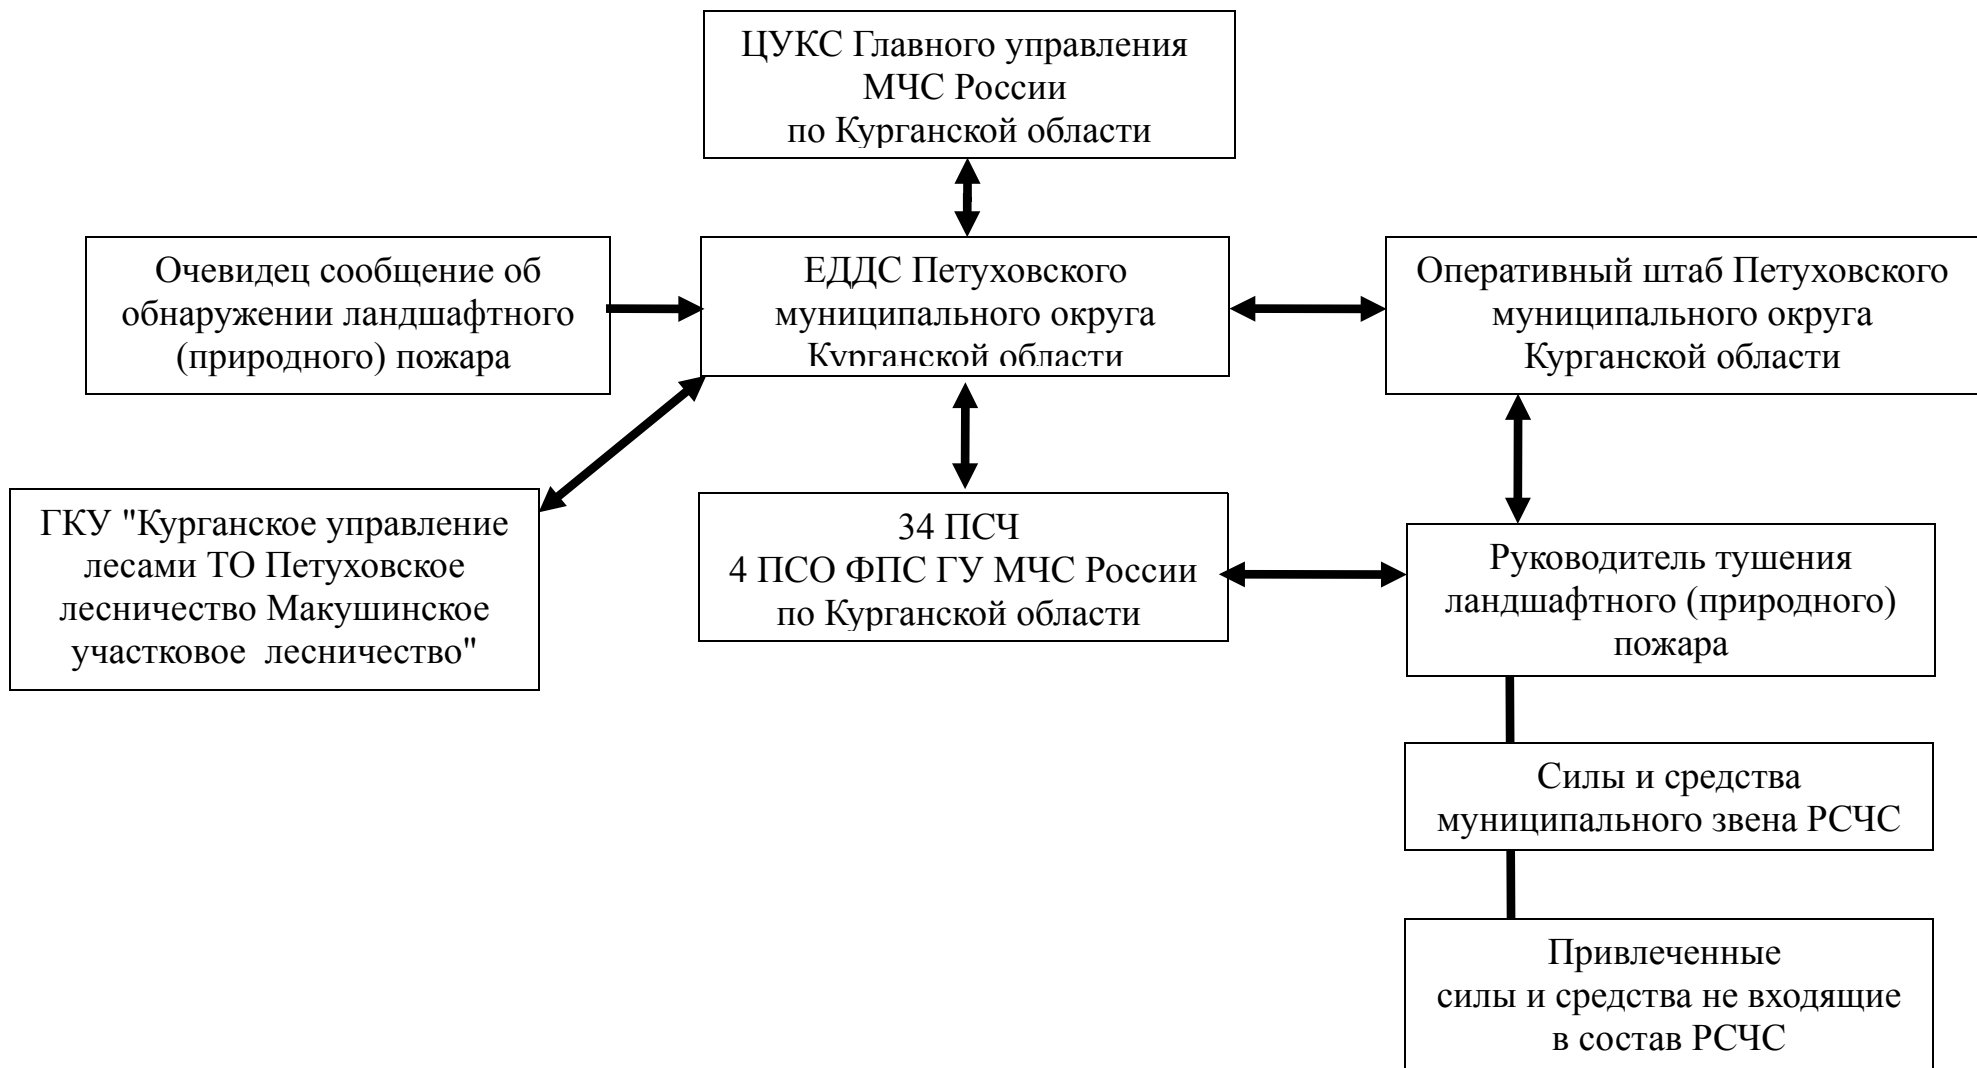 ЦУКС Главного управления
МЧС России
по Курганской области
Очевидец сообщение об
обнаружении ландшафтного
(природного) пожара
ЕДДС Петуховского
муниципального округа
Курганской области
Оперативный штаб Петуховского
муниципального округа
Курганской области
ГКУ "Курганское управление
лесами ТО Петуховское
лесничество Макушинское
участковое  лесничество"
34 ПСЧ
4 ПСО ФПС ГУ МЧС России
по Курганской области
Руководитель тушения
ландшафтного (природного)
пожара
Силы и средства
муниципального звена РСЧС
Привлеченные
силы и средства не входящие
в состав РСЧС